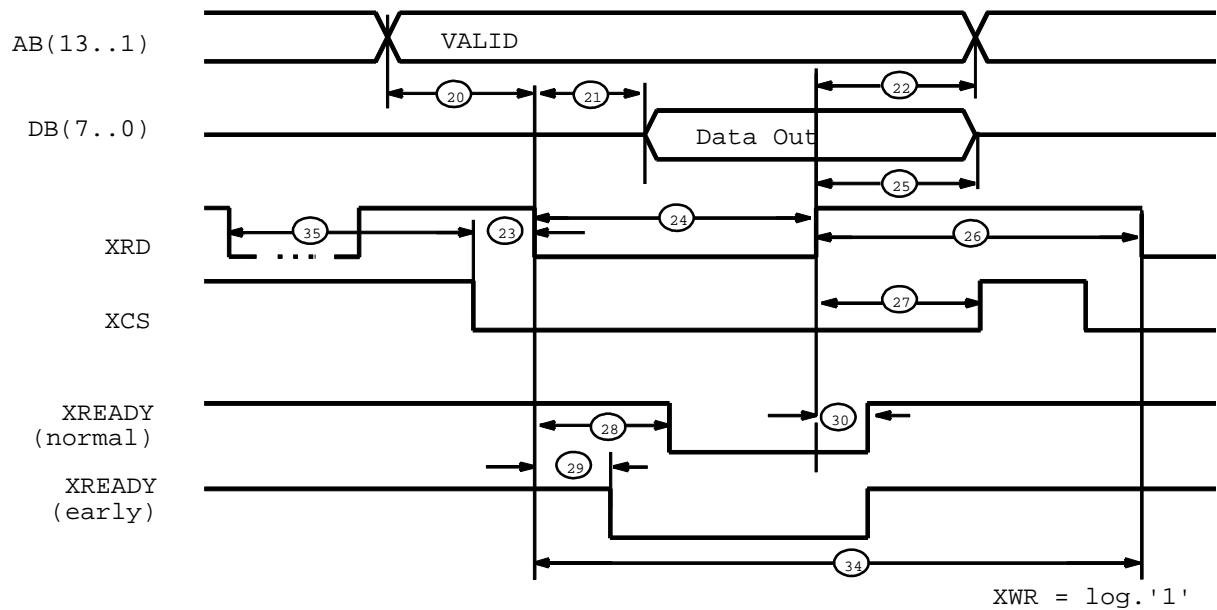 AB(13..1)
VALID
20
21
22
DB(7..0)
Data Out
25
24
35
23
26
XRD
27
XCS
XREADY
(normal)
28
30
29
XREADY
(early)
34
XWR = log.'1'